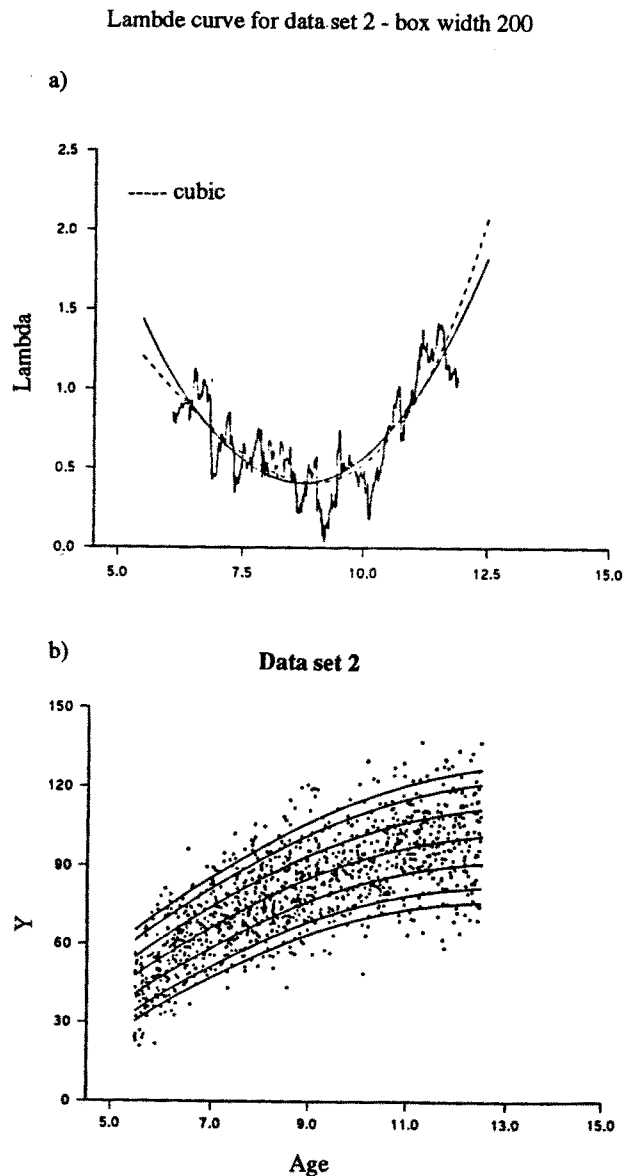 Lambde curve for data set 2 - box width 200
a)
2.5
cubic
2.0
1.5
Lambda
1.0
0.5
0.0
5.0 7.5 10.0 12.5 15.0
b)
Data set 2
150
120
90
Y
60
30
0
5.0 7.0 9.0 11.0 13.0 15.0
Age